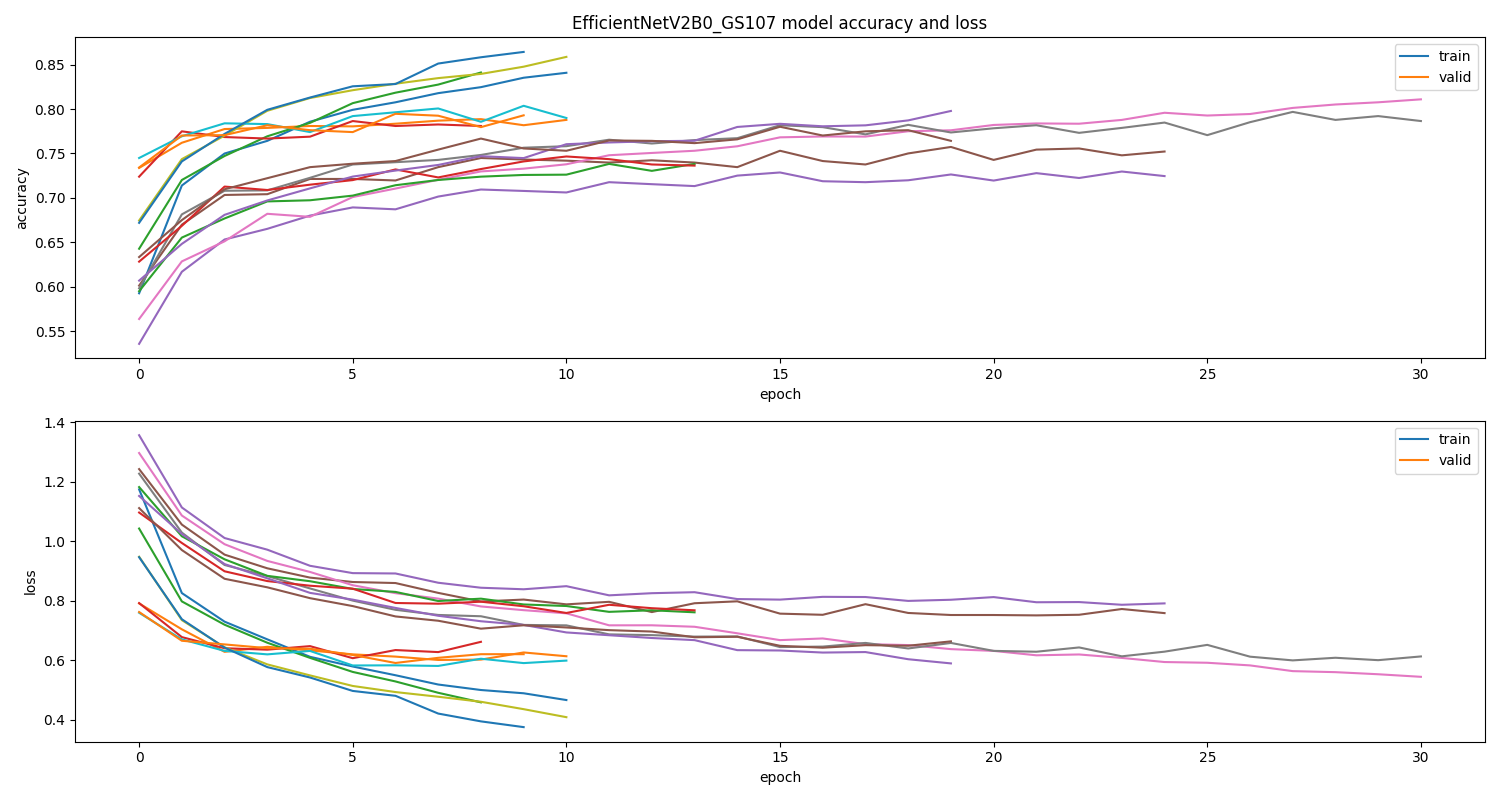 EfficientNetV2B0_GS107 model accuracy and loss
accuracy
0.85
0.80
0.75
0.70
0.65
0.60
0.55
train
valid
0 5 10 15 20 25 30
epoch
loss
1.4
1.2
1.0
0.8
0.6
0.4
train
valid
0 5 10 15 20 25 30
epoch